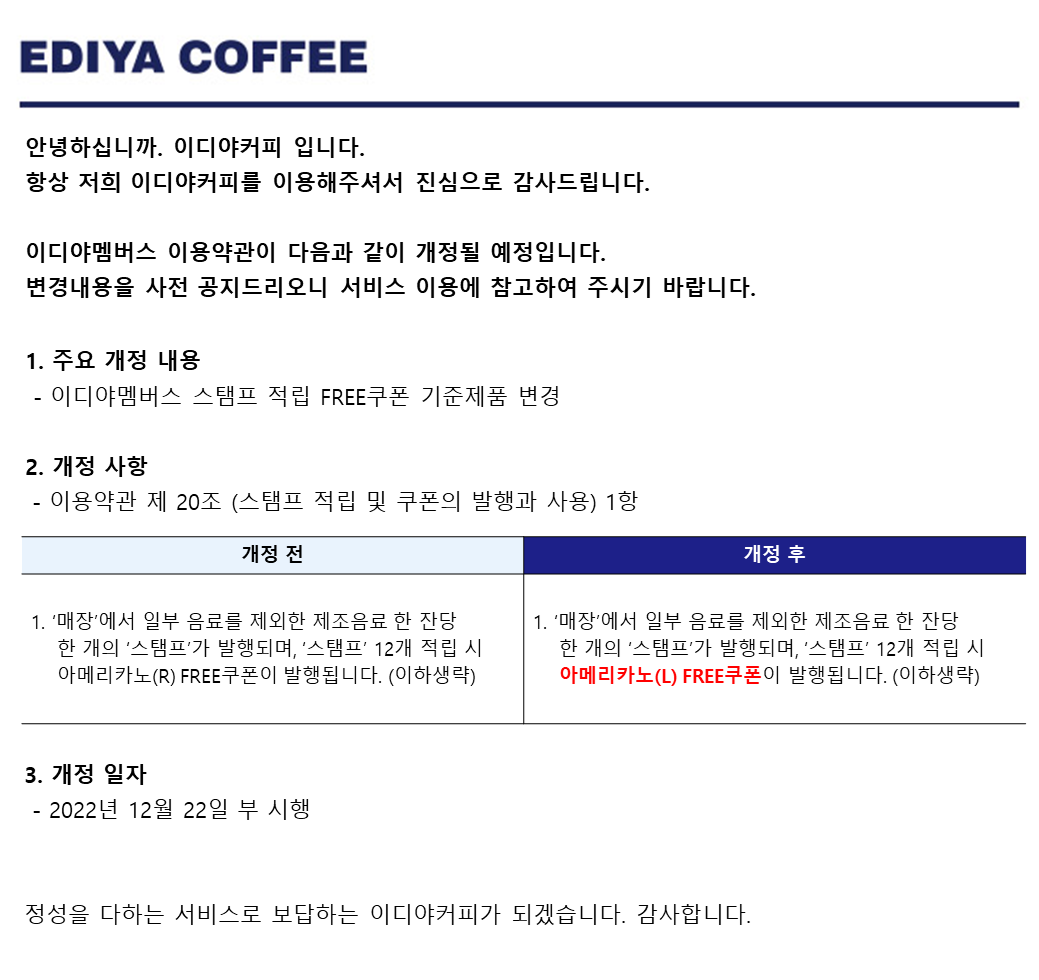 EDIYA COFFEE
안녕하십니까. 이디야커피 입니다.
항상 저희 이디야커피를 이용해주셔서 진심으로 감사드립니다.
이디야멤버스 이용약관이 다음과 같이 개정될 예정입니다.
변경내용을 사전 공지드리오니 서비스 이용에 참고하여 주시기 바랍니다.
1. 주요 개정 내용
- 이디야멤버스 스탬프 적립 FREE쿠폰 기준제품 변경
2. 개정 사항
- 이용약관 제 20조 (스탬프 적립 및 쿠폰의 발행과 사용) 1항
개정 전
1. ‘매장’에서 일부 음료를 제외한 제조음료 한 잔당
한 개의 ‘스탬프’가 발행되며, ‘스탬프’ 12개 적립 시
아메리카노(R) FREE쿠폰이 발행됩니다. (이하생략)
개정 후
1. ‘매장’에서 일부 음료를 제외한 제조음료 한 잔당
한 개의 ‘스탬프’가 발행되며, ‘스탬프’ 12개 적립 시
아메리카노(L) FREE쿠폰이 발행됩니다. (이하생략)
3. 개정 일자
- 2022년 12월 22일 부 시행
정성을 다하는 서비스로 보답하는 이디야커피가 되겠습니다. 감사합니다.